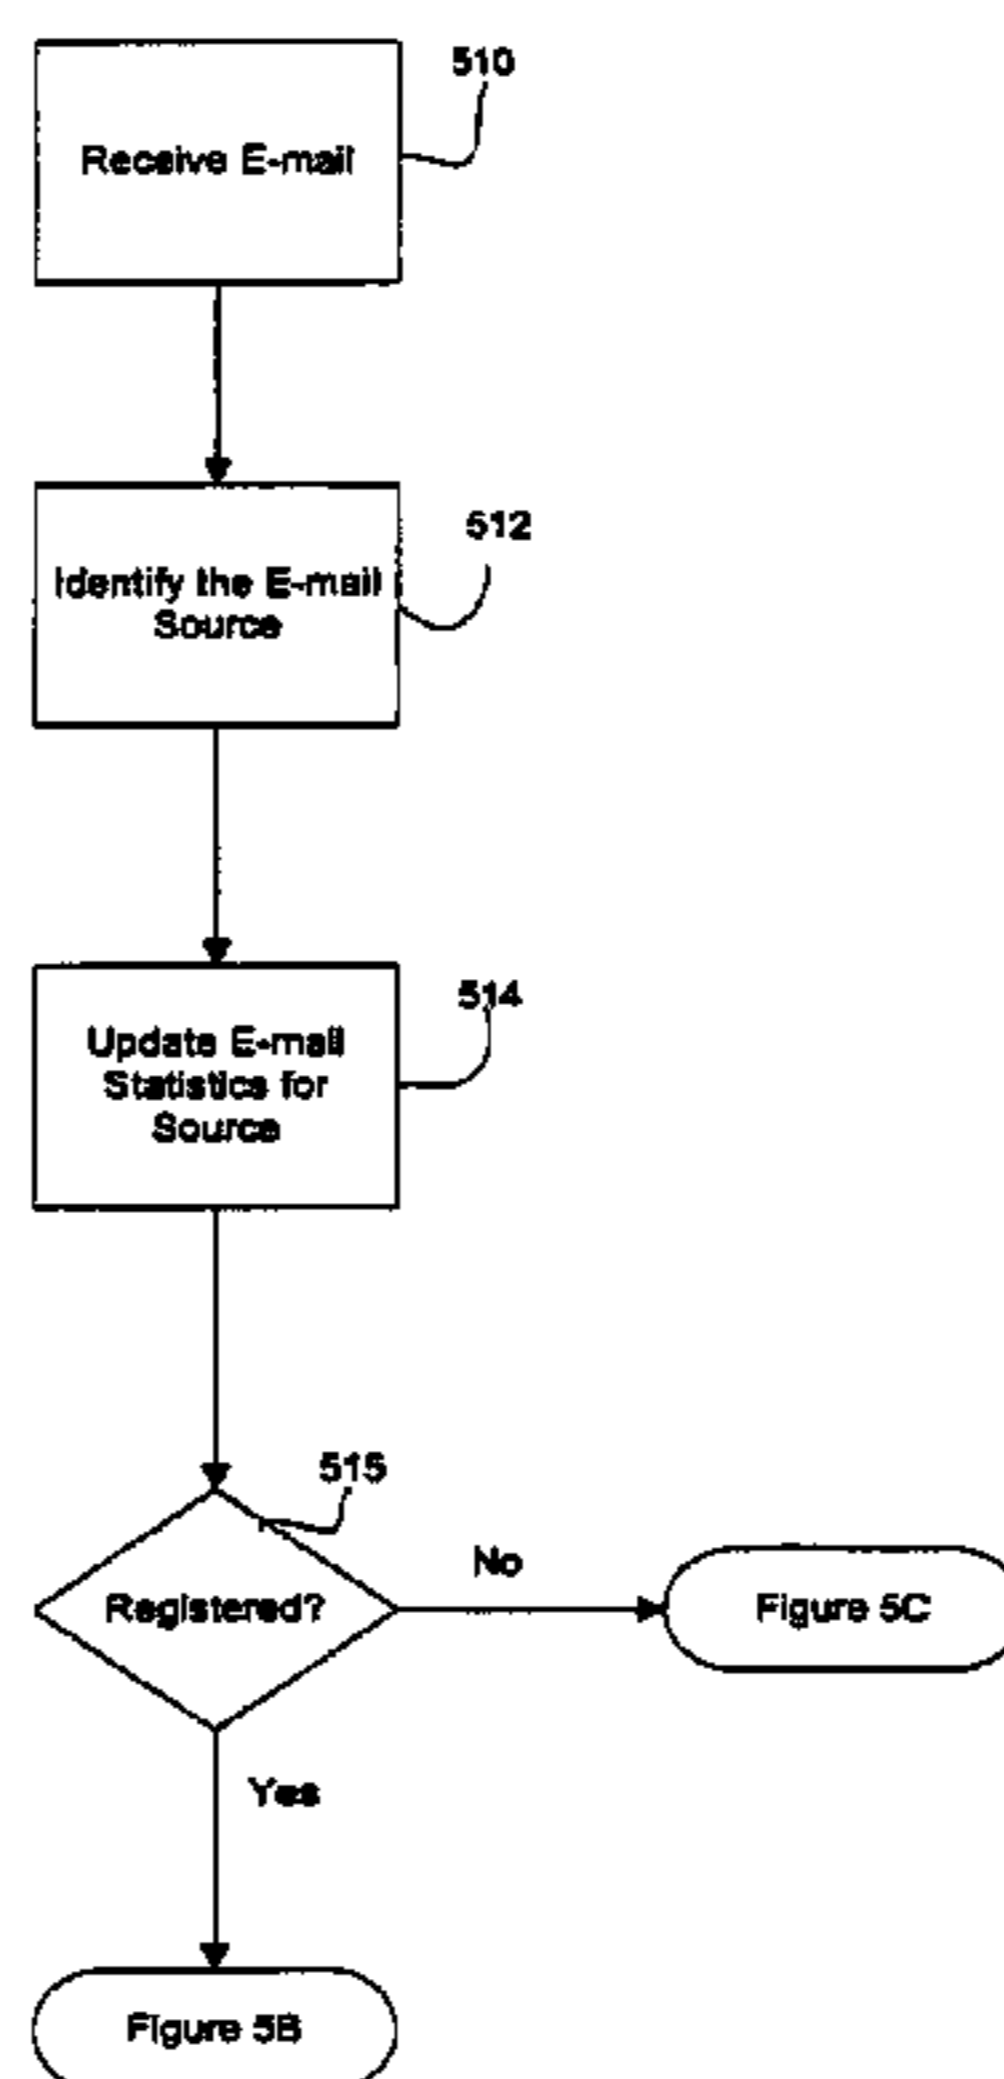 510
Receive E-mail
512
Identify the E-mail
Source
514
Update E-mail
Statistics for
Source
515
Registered?
No
Figure 5C
Yes
Figure 5B